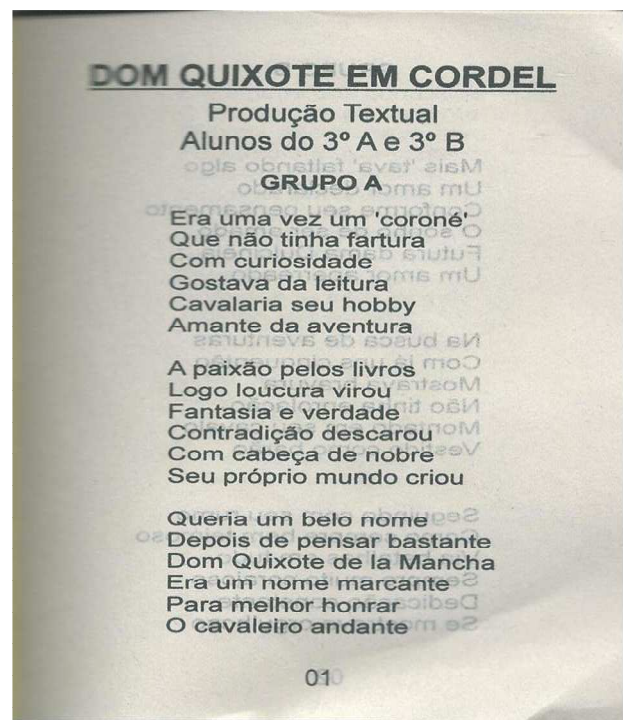 DOM QUIXOTE EM CORDEL
Produção Textual
Alunos do 3º A e 3º B
GRUPO A
Era uma vez um 'coroné'
Que não tinha fartura
Com curiosidade
Gostava da leitura
Cavalaria seu hobby
Amante da aventura
A paixão pelos livros
Logo loucura virou
Fantasia e verdade
Contradição descarou
Com cabeça de nobre
Seu próprio mundo criou
Queria um belo nome
Depois de pensar bastante
Dom Quixote de la Mancha
Era um nome marcante
Para melhor honrar
O cavaleiro andante
01